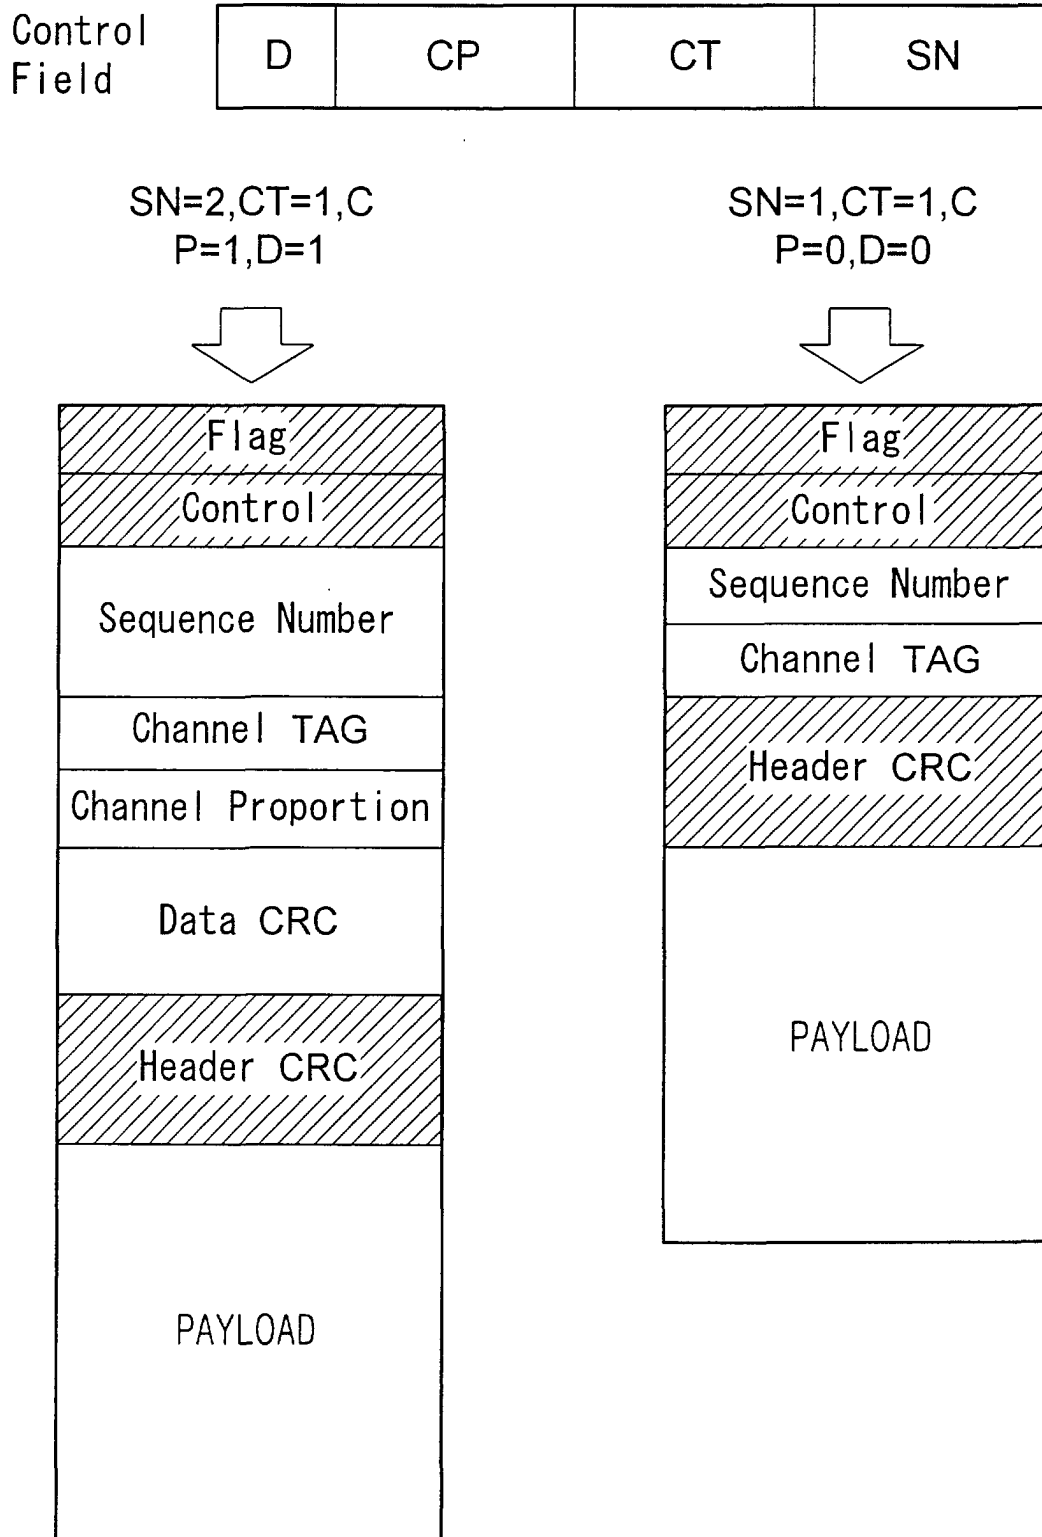 Control
Field
D
CP
CT
SN
SN=2,CT=1,C
P=1,D=1
SN=1,CT=1,C
P=0,D=0
Flag
Control
Sequence Number
Channel TAG
Channel Proportion
Data CRC
Header CRC
PAYLOAD
Flag
Control
Sequence Number
Channel TAG
Header CRC
PAYLOAD